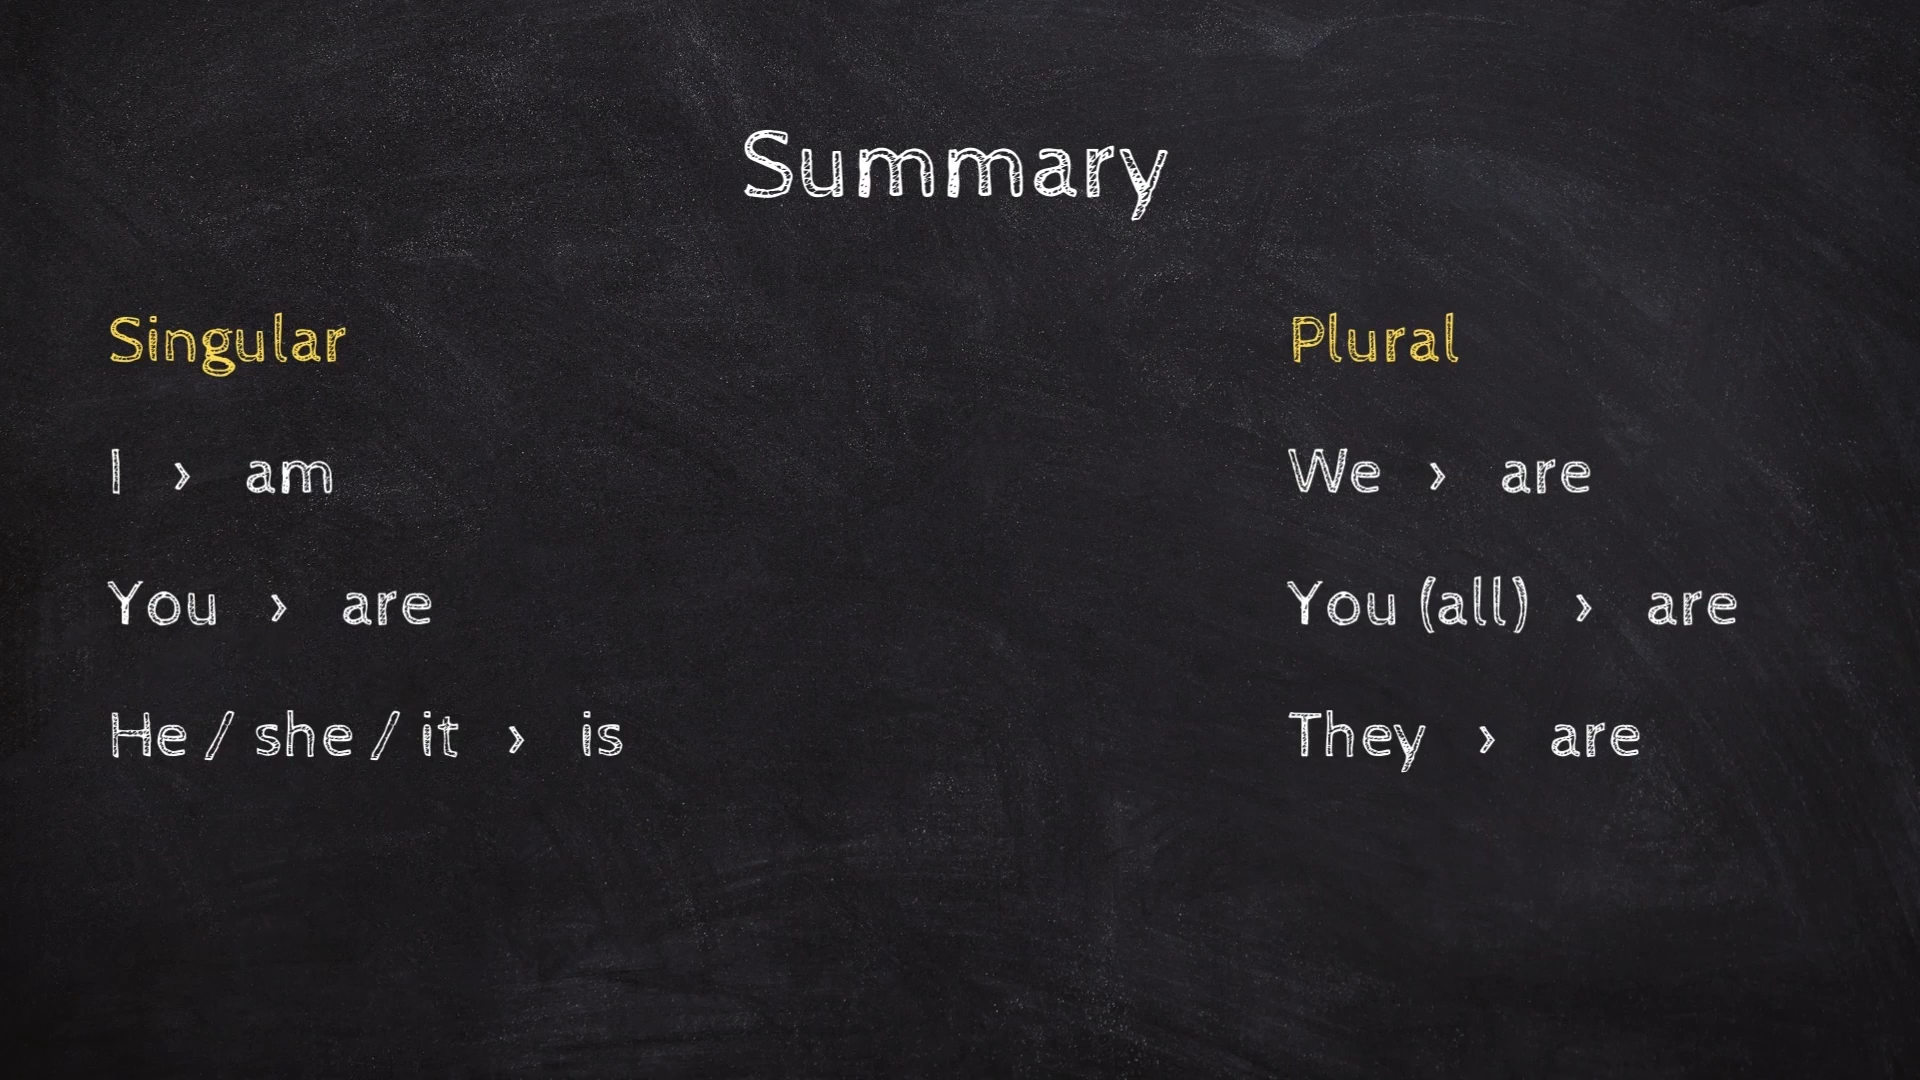 Summary
Singular
I › am
You › are
He / she / it › is
Plural
We › are
You (all) › are
They › are